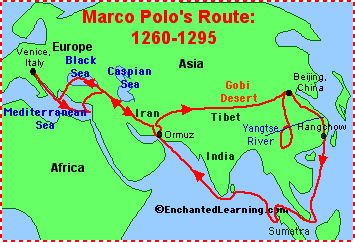 Marco Polo's Route:
1260-1295
Venice,
Italy
Europe
Black
Sea
Caspian
Sea
Asia
Gobi
Desert
Beijing,
China
Mediterranean
Sea
Iran
Tibet
Yangtse
River
Hangchow
Ormuz
India
Africa
©EnchantedLearning.com
Sumatra